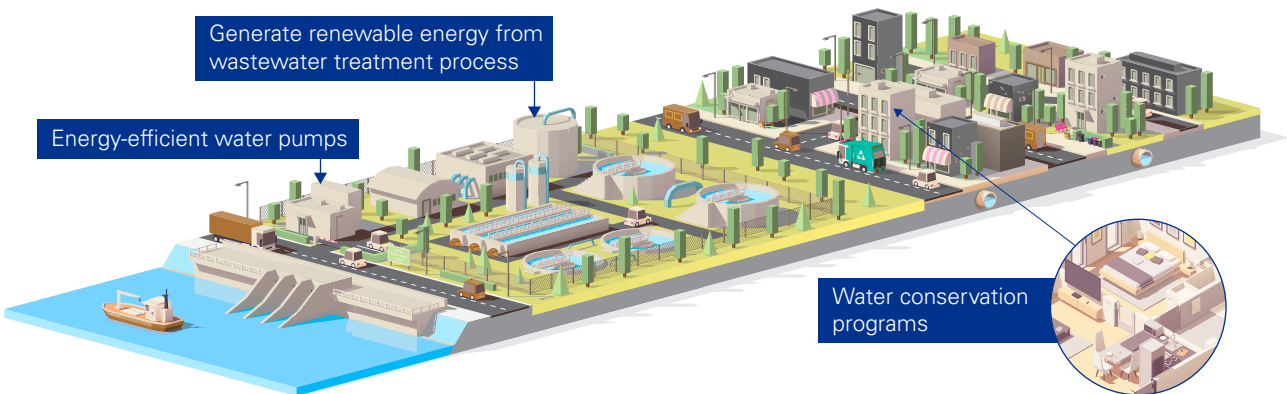 Generate renewable energy from
wastewater treatment process
Energy-efficient water pumps
Water conservation
programs